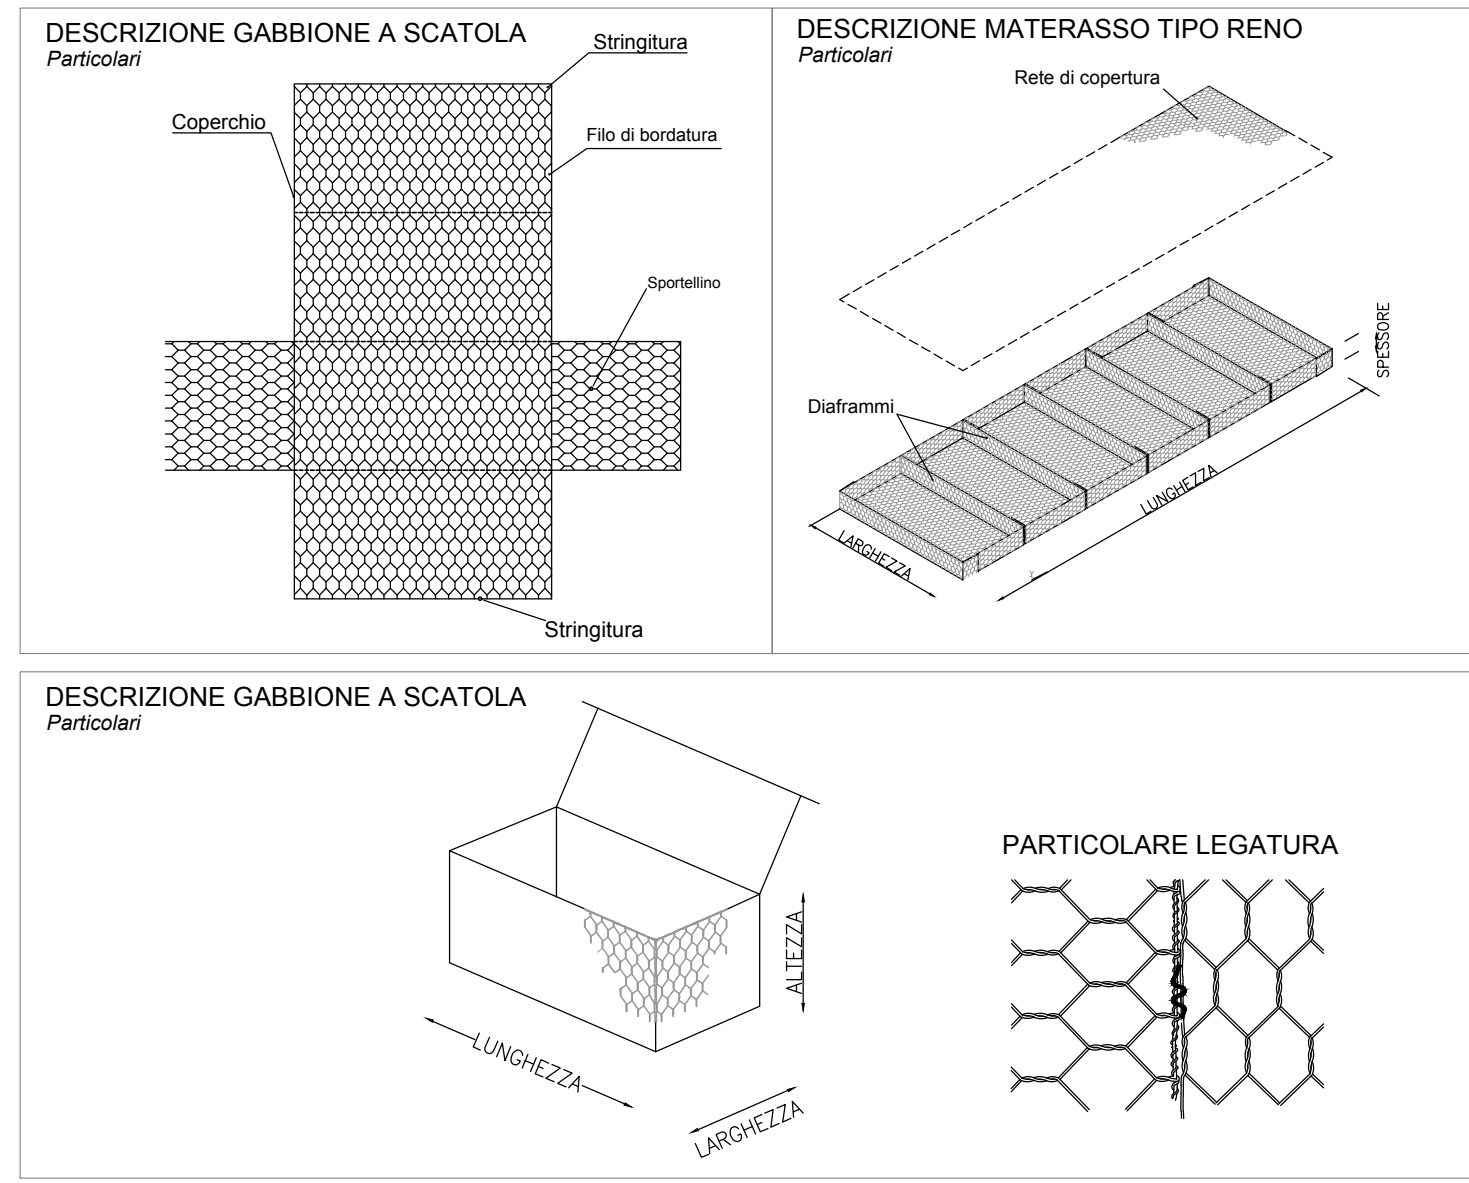 DESCRIZIONE GABBIONE A SCATOLA
Particolari
Stringitura
Coperchio
Filo di bordatura
Sportellino
Stringitura
DESCRIZIONE MATERASSO TIPO RENO
Particolari
Rete di copertura
SPESSORE
Diaframmi
LUNGHEZZA
LARGHEZZA
DESCRIZIONE GABBIONE A SCATOLA
Particolari
ALTEZZA
LUNGHEZZA
LARGHEZZA
PARTICOLARE LEGATURA